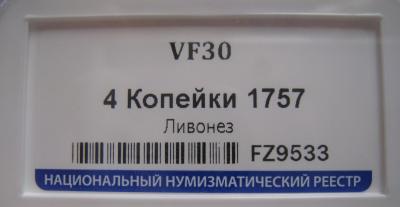 VF30
4 Копейки 1757
Ливонез
FZ9533
НАЦИОНАЛЬНЫЙ НУМИЗМАТИЧЕСКИЙ РЕЕСТР